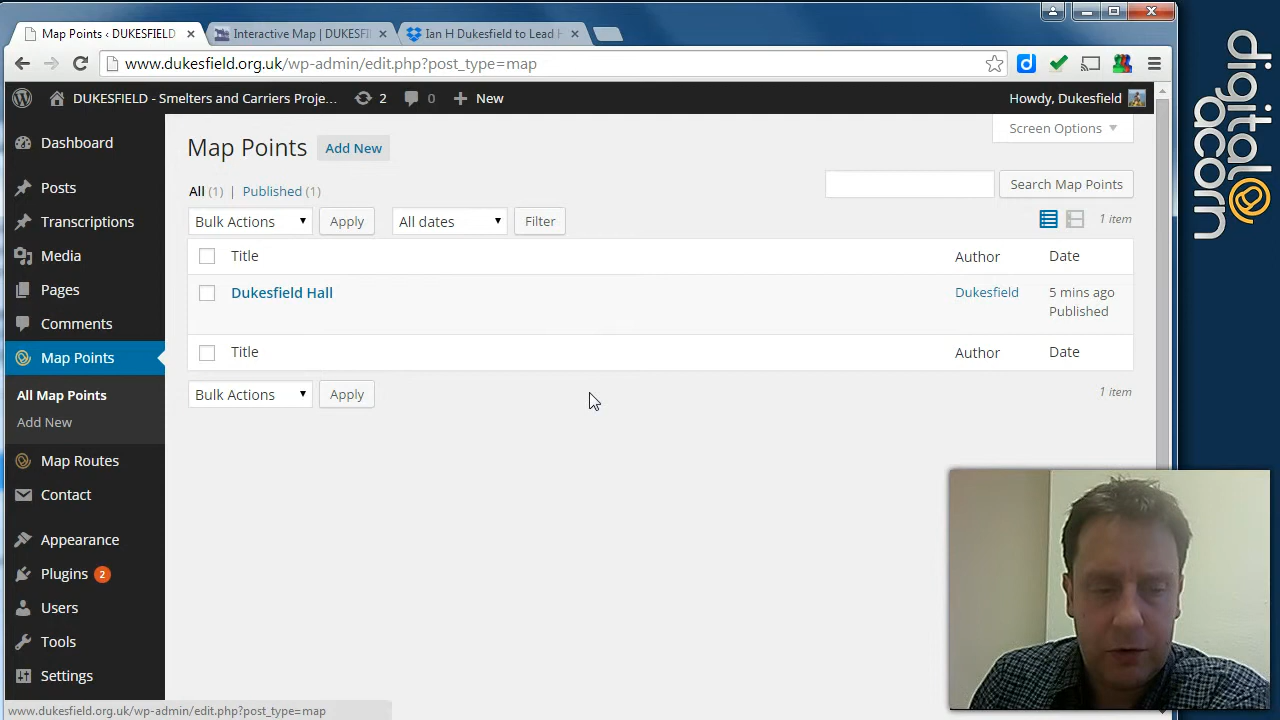 Map Points ‹ DUKESFIELD
Interactive Map | DUKESFI
Ian H Dukesfield to Lead H
www.dukesfield.org.uk/wp-admin/edit.php?post_type=map
DUKESFIELD - Smelters and Carriers Proje... 2 0 New
Howdy, Dukesfield
Screen Options
Dashboard
Posts
Transcriptions
Media
Pages
Comments
Map Points
All Map Points
Add New
Map Routes
Contact
Appearance
Plugins 2
Users
Tools
Settings
Map Points Add New
All (1) | Published (1)
Search Map Points
Bulk Actions Apply All dates Filter
1 item
Title Author Date
Dukesfield Hall Dukesfield 5 mins ago
Published
Title Author Date
Bulk Actions Apply
1 item
www.dukesfield.org.uk/wp-admin/edit.php?post_type=map
digital@
acorn